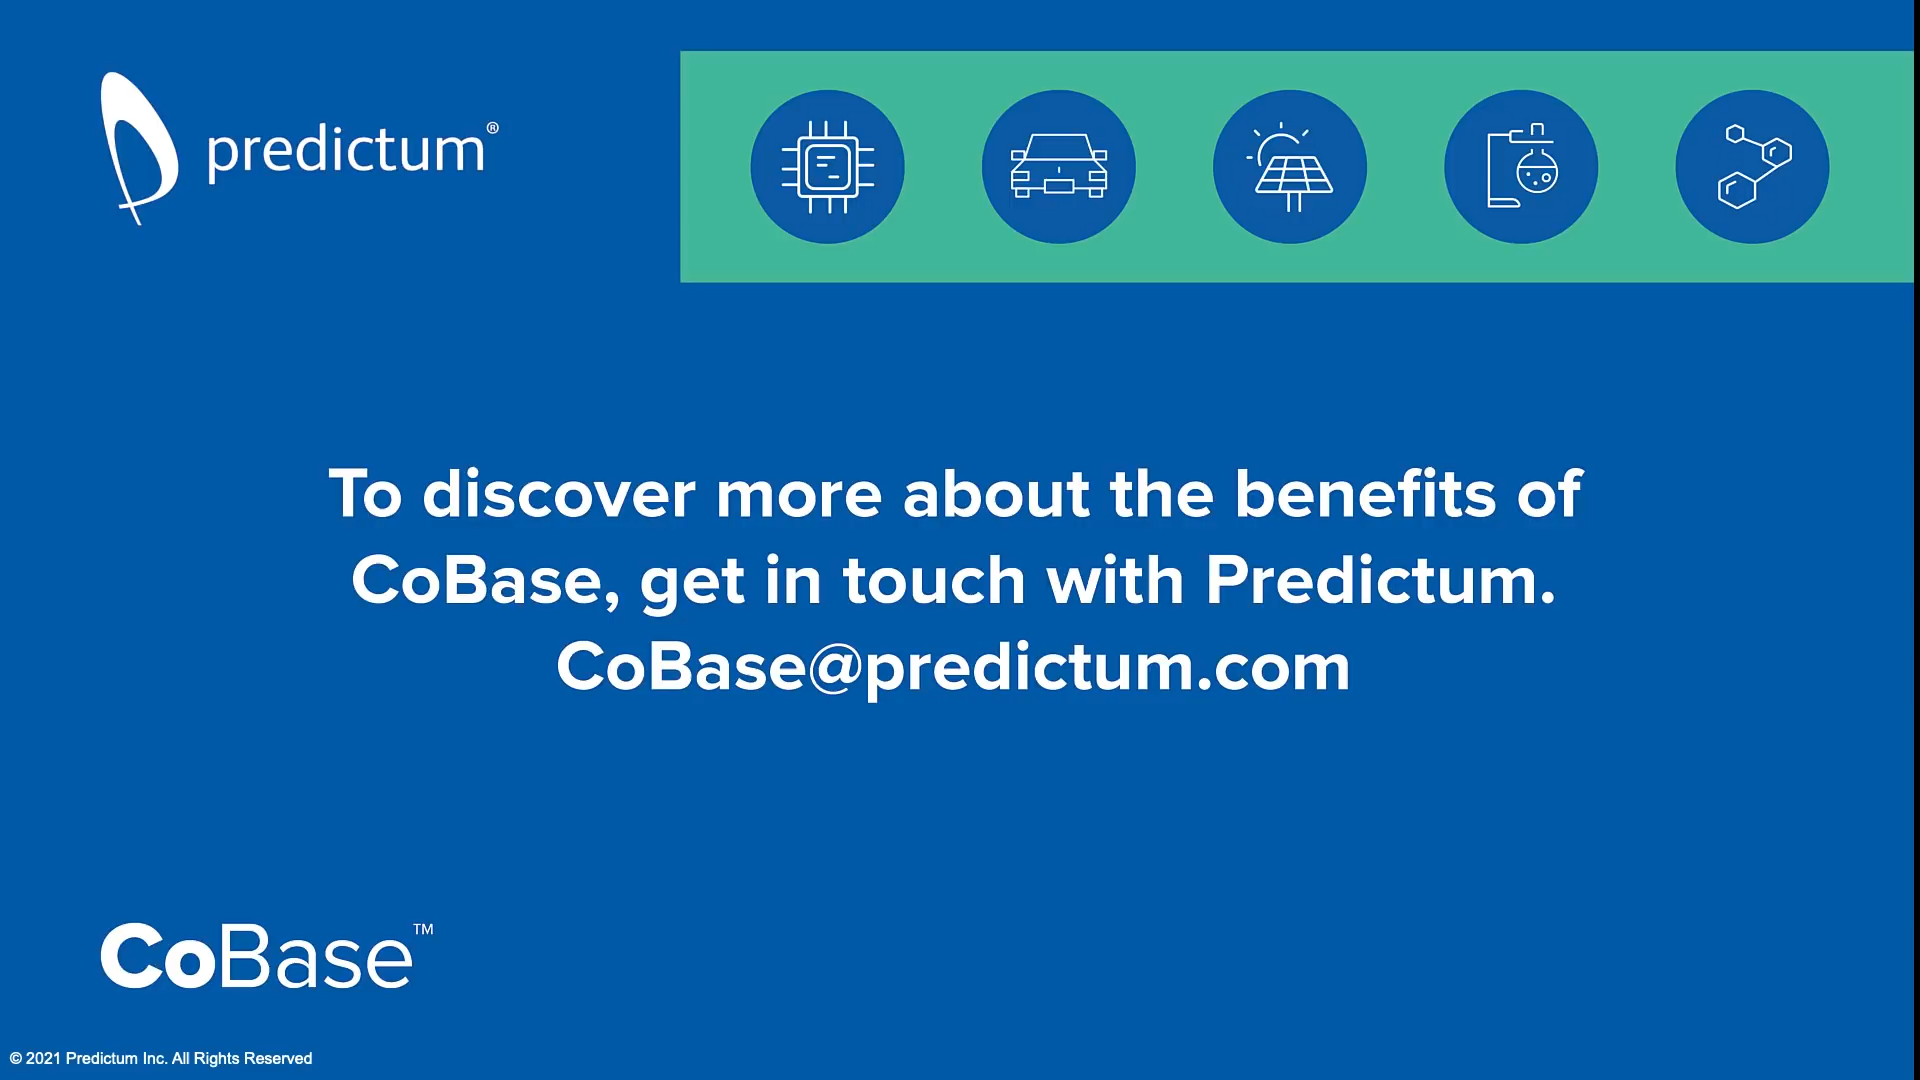 predictum®
To discover more about the benefits of
CoBase, get in touch with Predictum.
CoBase@predictum.com
CoBase™
© 2021 Predictum Inc. All Rights Reserved